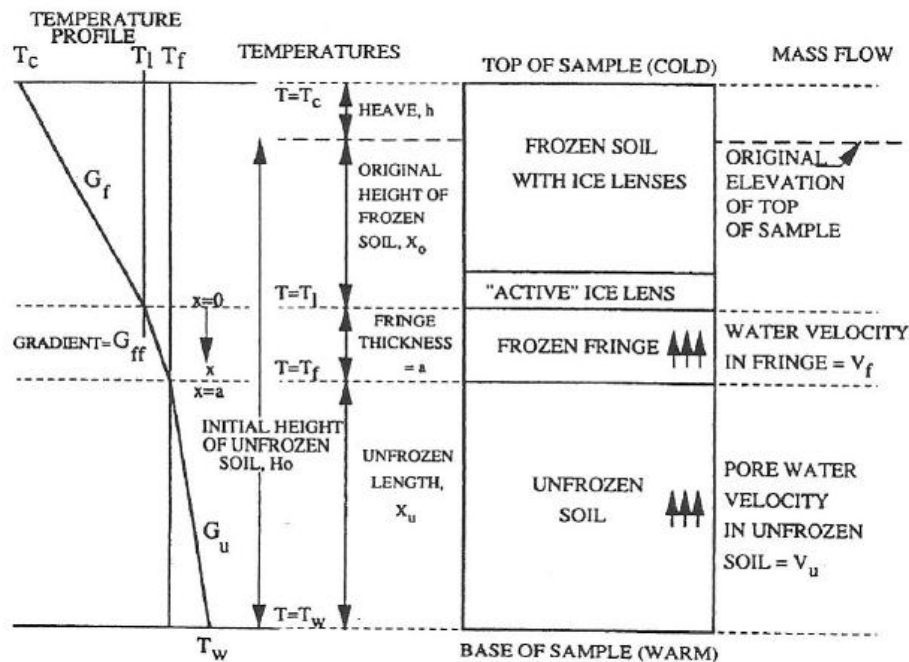 TEMPERATURE
PROFILE
Tc
Tl
Tf
TEMPERATURES
TOP OF SAMPLE (COLD)
MASS FLOW
T=Tc
HEAVE, h
Gf
ORIGINAL
HEIGHT OF
FROZEN
SOIL, Xo
FROZEN SOIL
WITH ICE LENSES
ORIGINAL
ELEVATION
OF TOP
OF SAMPLE
x=0
T=Tl
"ACTIVE" ICE LENS
GRADIENT=Gff
x
x=a
FRINGE
THICKNESS
= a
T=Tf
FROZEN FRINGE
WATER VELOCITY
IN FRINGE = Vf
INITIAL HEIGHT
OF UNFROZEN
SOIL, Ho
UNFROZEN
LENGTH,
Xu
UNFROZEN
SOIL
PORE WATER
VELOCITY
IN UNFROZEN
SOIL = Vu
Gu
T=Tw
Tw
BASE OF SAMPLE (WARM)